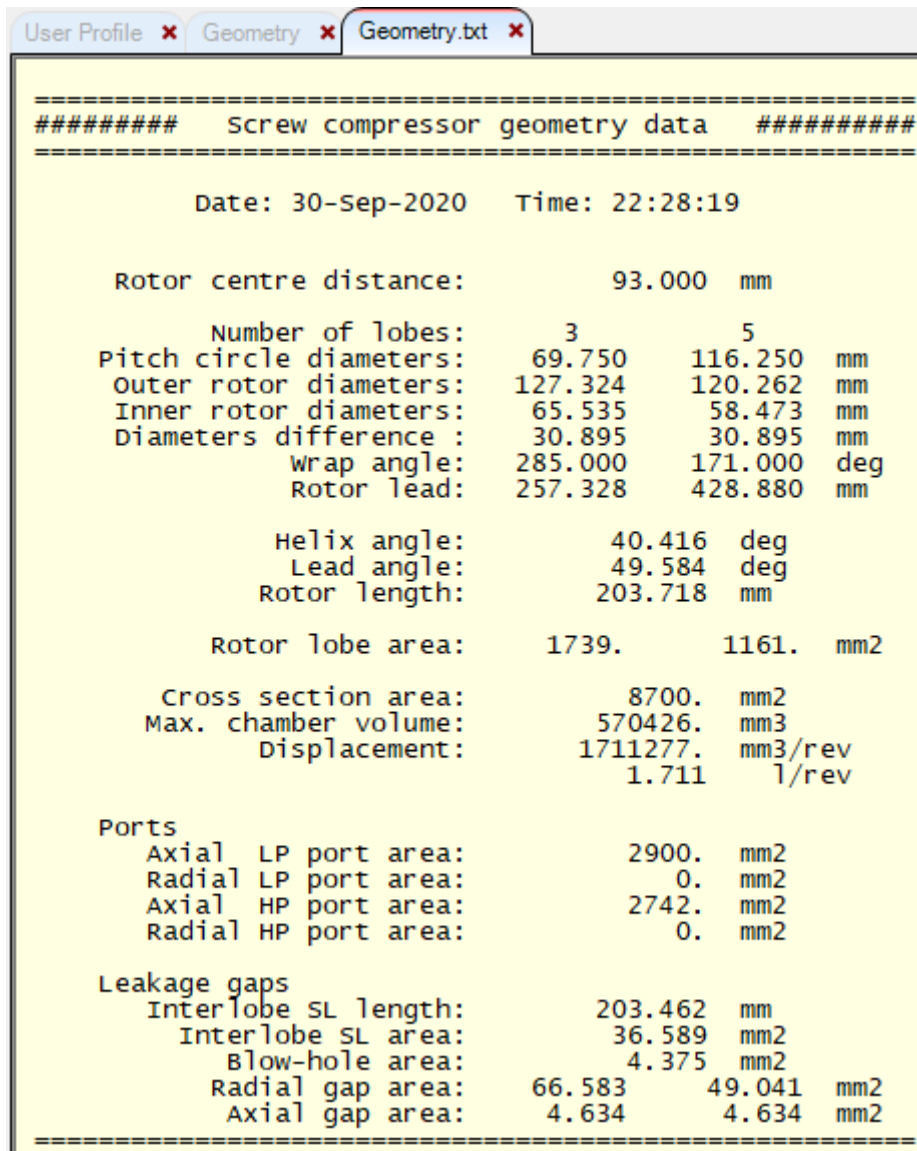 User Profile Geometry Geometry.txt
=======================================================
######### Screw compressor geometry data ##########
=======================================================
Date: 30-Sep-2020 Time: 22:28:19
Rotor centre distance: 93.000 mm
Number of lobes: 3 5
Pitch circle diameters: 69.750 116.250 mm
Outer rotor diameters: 127.324 120.262 mm
Inner rotor diameters: 65.535 58.473 mm
Diameters difference : 30.895 30.895 mm
Wrap angle: 285.000 171.000 deg
Rotor lead: 257.328 428.880 mm
Helix angle: 40.416 deg
Lead angle: 49.584 deg
Rotor length: 203.718 mm
Rotor lobe area: 1739. 1161. mm2
Cross section area: 8700. mm2
Max. chamber volume: 570426. mm3
Displacement: 1711277. mm3/rev
1.711 l/rev
Ports
Axial LP port area: 2900. mm2
Radial LP port area: 0. mm2
Axial HP port area: 2742. mm2
Radial HP port area: 0. mm2
Leakage gaps
Interlobe SL length: 203.462 mm
Interlobe SL area: 36.589 mm2
Blow-hole area: 4.375 mm2
Radial gap area: 66.583 49.041 mm2
Axial gap area: 4.634 4.634 mm2
=======================================================